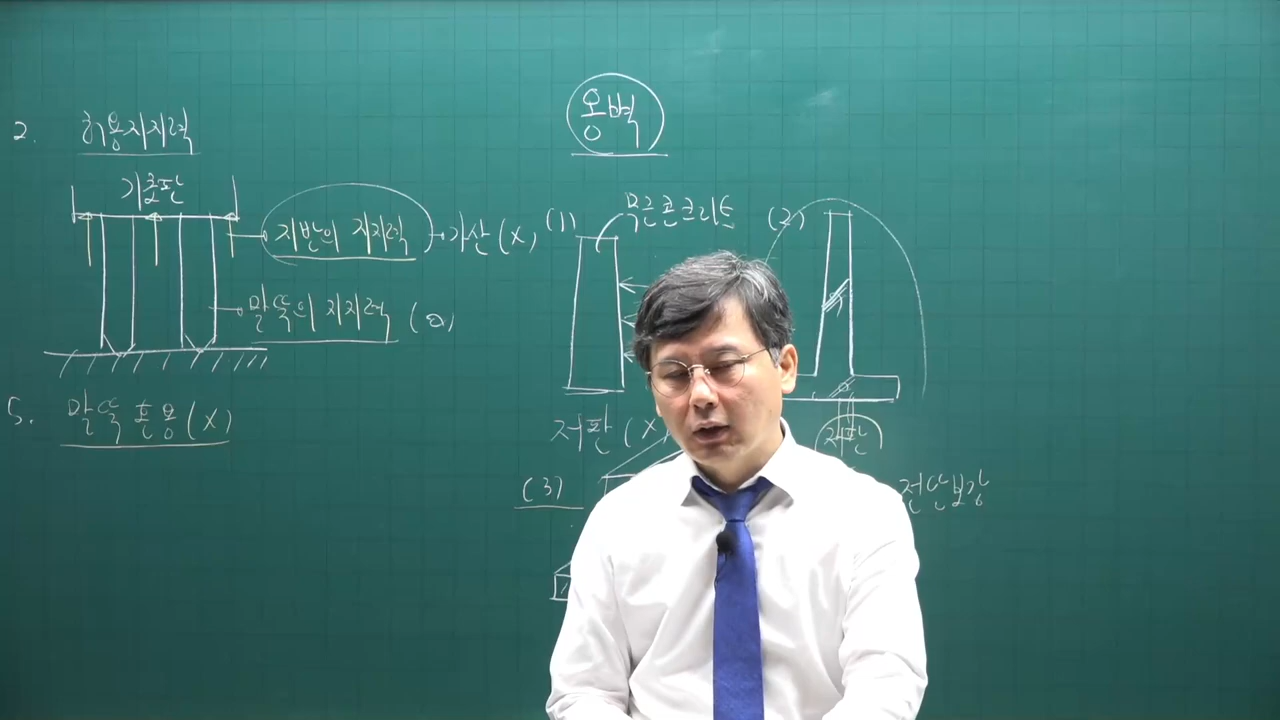 2. 허용지지력
기초판
지반의 지지력 가산(X)
말뚝의 지지력 (o)
5. 말뚝 혼용(X)
옹벽
(1) 무근콘크리트
저판(X
(2)
저판
(3)
전단보강